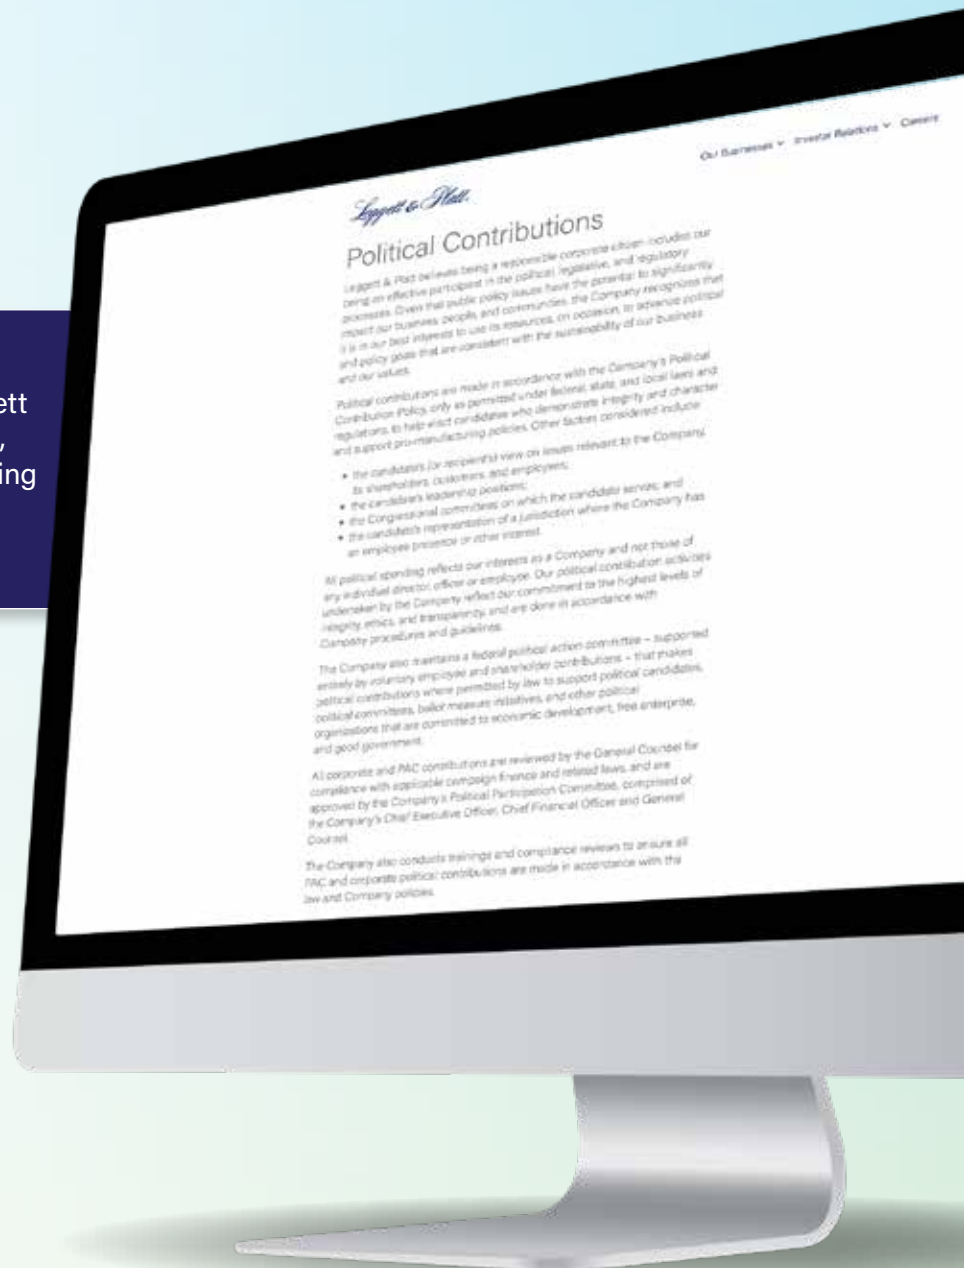 ett
,
ing
Our Businesses Investor Relations Careers
Leggett & Platt
Political Contributions
Leggett & Platt believes being a responsible corporate citizen includes our
being an effective participant in the political, legislative, and regulatory
processes. Given that public policy issues have the potential to significantly
impact our business, people, and communities, the Company recognizes that
it is in our best interests to use its resources, on occasion, to advance political
and policy goals that are consistent with the sustainability of our business
and our values.
Political contributions are made in accordance with the Company's Political
Contribution Policy, only as permitted under federal, state, and local laws and
regulations, to help elect candidates who demonstrate integrity and character
and support pro-manufacturing policies. Other factors considered include:
• the candidate's (or recipient's) view on issues relevant to the Company,
its shareholders, customers, and employees;
• the candidate's leadership positions;
• the Congressional committees on which the candidate serves; and
• the candidate's representation of a jurisdiction where the Company has
an employee presence or other interest.
All political spending reflects our interests as a Company and not those of
any individual director, officer or employee. Our political contribution activities
undertaken by the Company reflect our commitment to the highest levels of
integrity, ethics, and transparency, and are done in accordance with
Company procedures and guidelines.
The Company also maintains a federal political action committee – supported
entirely by voluntary employee and shareholder contributions – that makes
political contributions where permitted by law to support political candidates,
political committees, ballot measure initiatives, and other political
organizations that are committed to economic development, free enterprise,
and good government.
All corporate and PAC contributions are reviewed by the General Counsel for
compliance with applicable campaign finance and related laws, and are
approved by the Company's Political Participation Committee, comprised of
the Company's Chief Executive Officer, Chief Financial Officer and General
Counsel.
The Company also conducts trainings and compliance reviews to ensure all
PAC and corporate political contributions are made in accordance with the
law and Company policies.